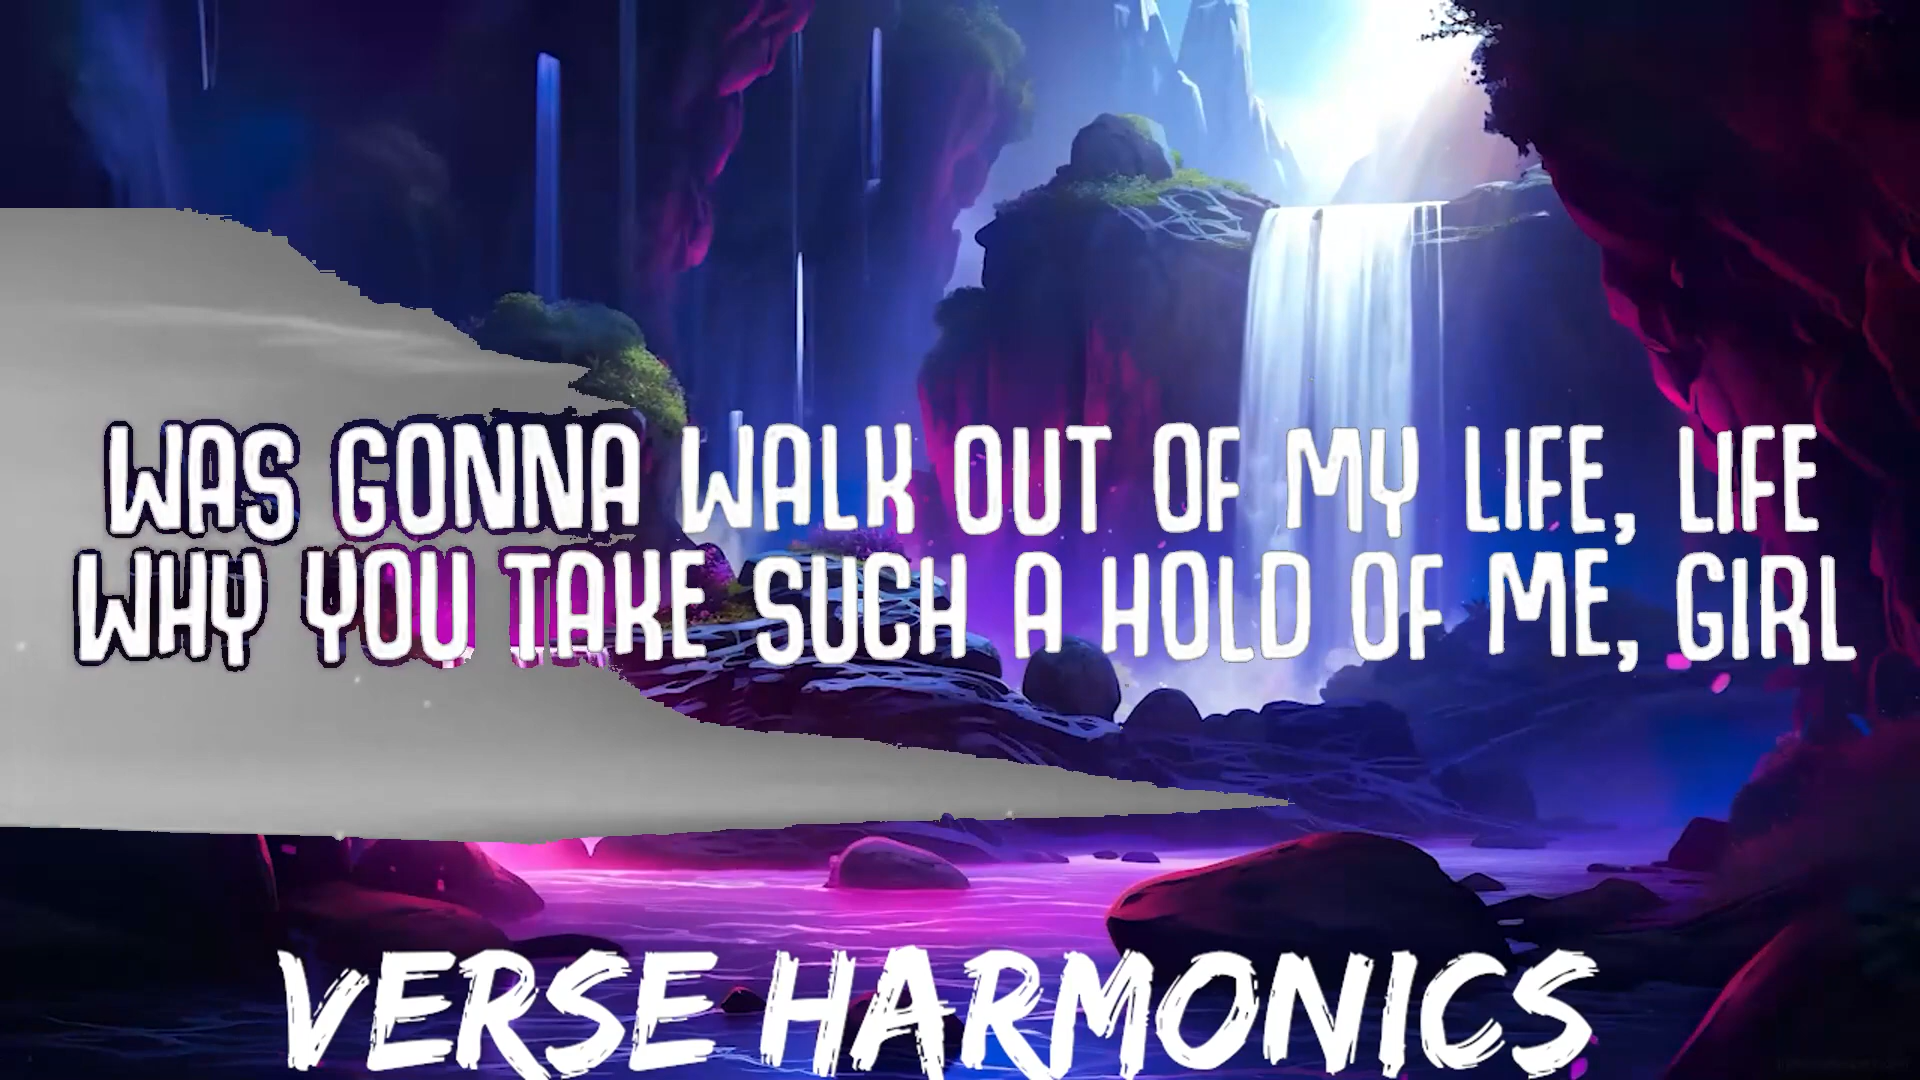 WAS GONNA WALK OUT OF MY LIFE, LIFE
WHY YOU TAKE SUCH A HOLD OF ME, GIRL
VERSE HARMONICS